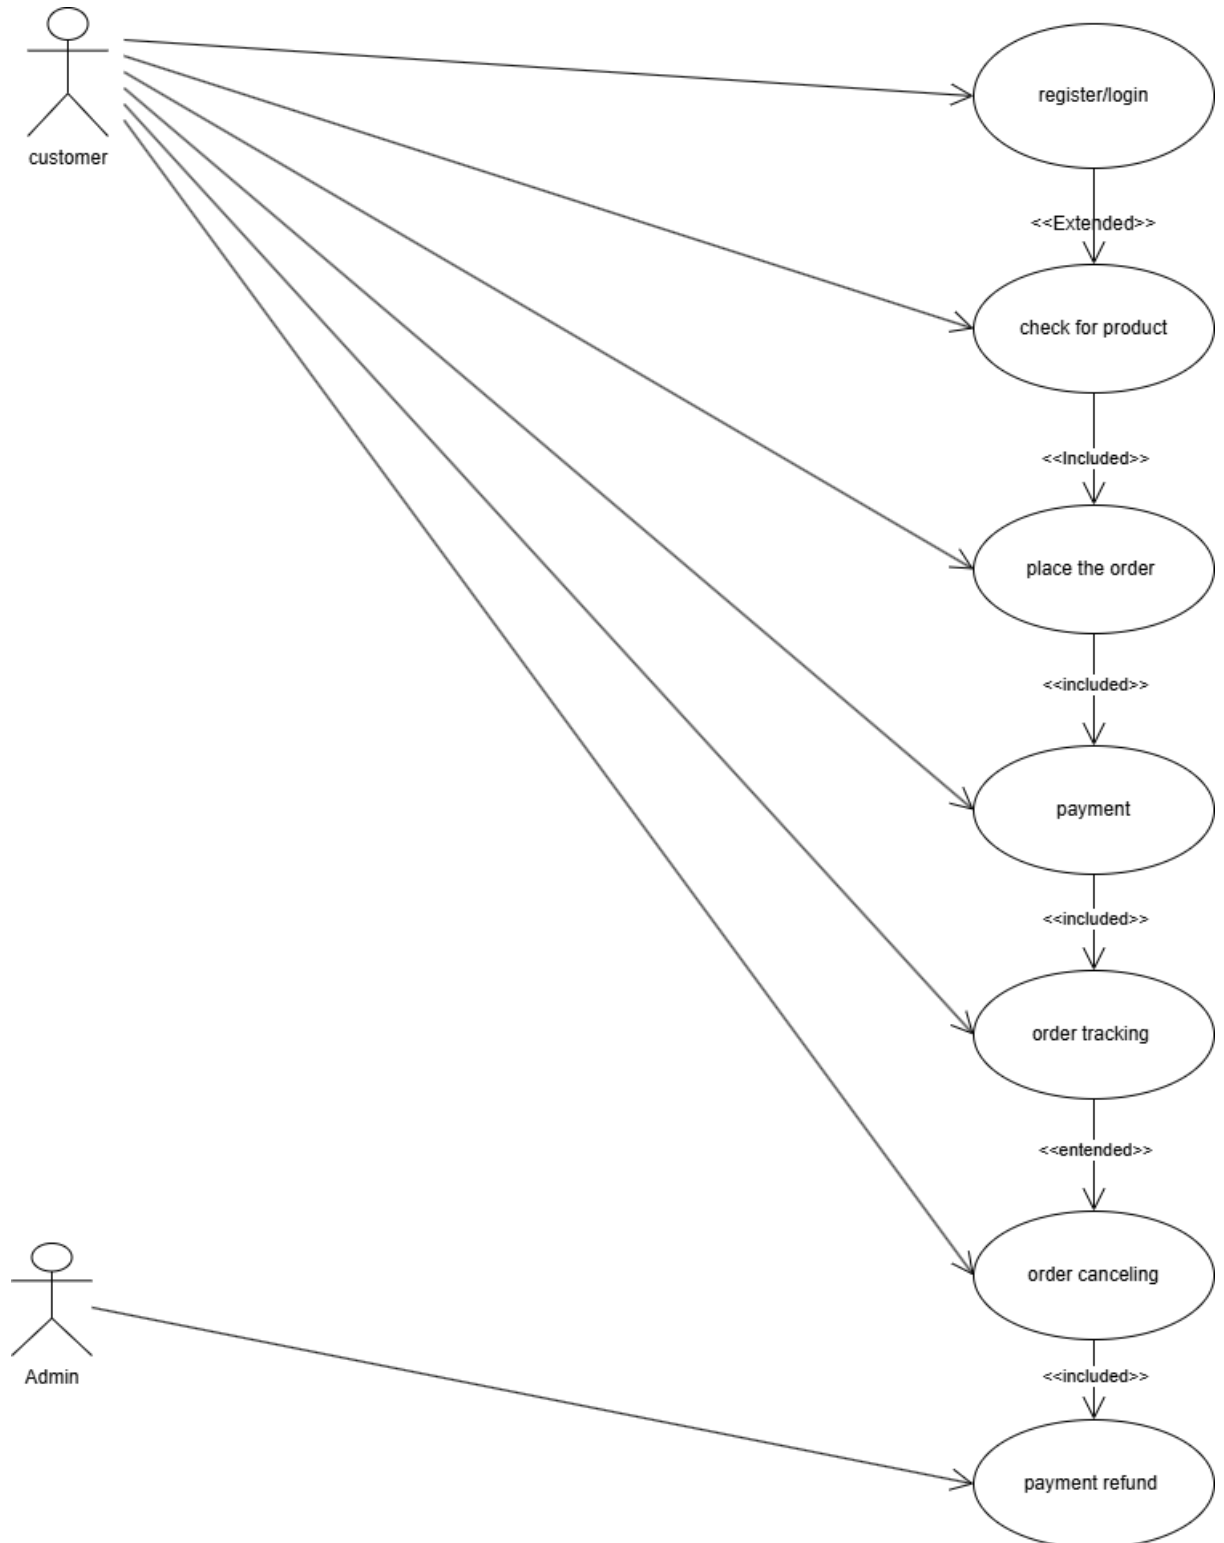 customer
register/login
<<Extended>>
check for product
<<Included>>
place the order
<<included>>
payment
<<included>>
order tracking
<<entended>>
order canceling
Admin
<<included>>
payment refund